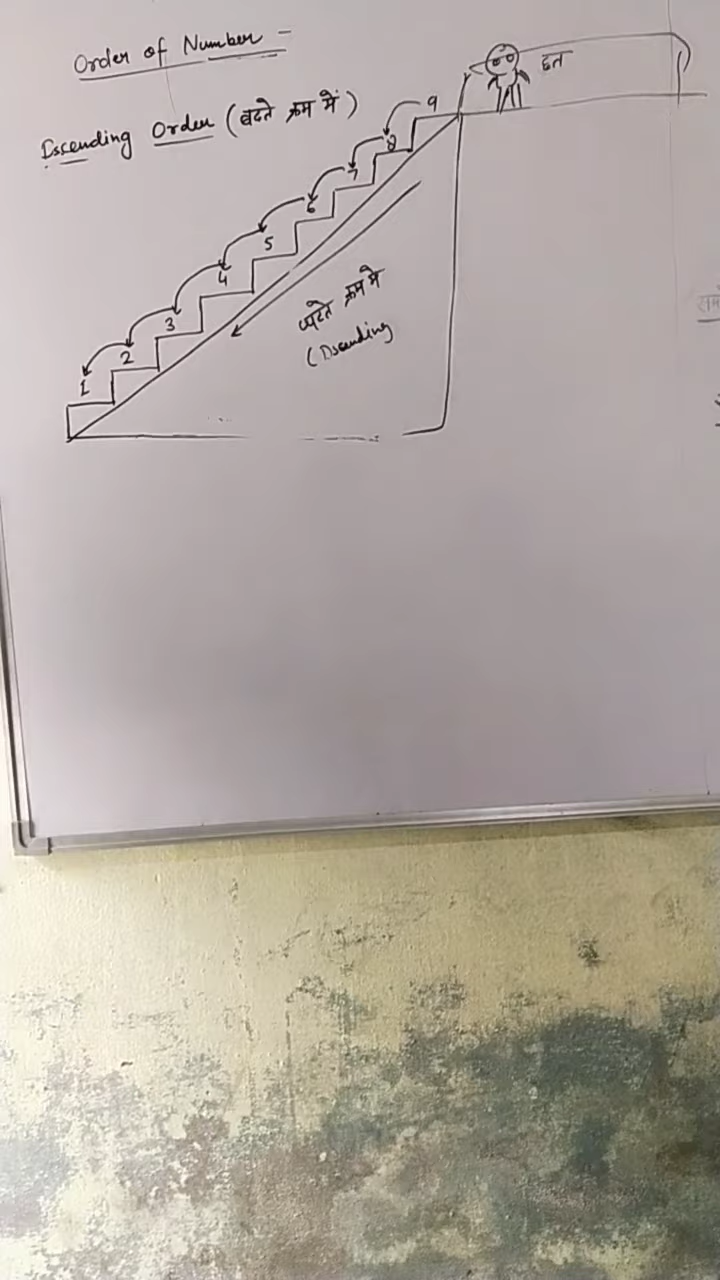 Order of Number -
Iscending Order (बढते क्रम में)
छत
9
8
7
6
5
4
3
2
1
घटते क्रम मे
(Dscending